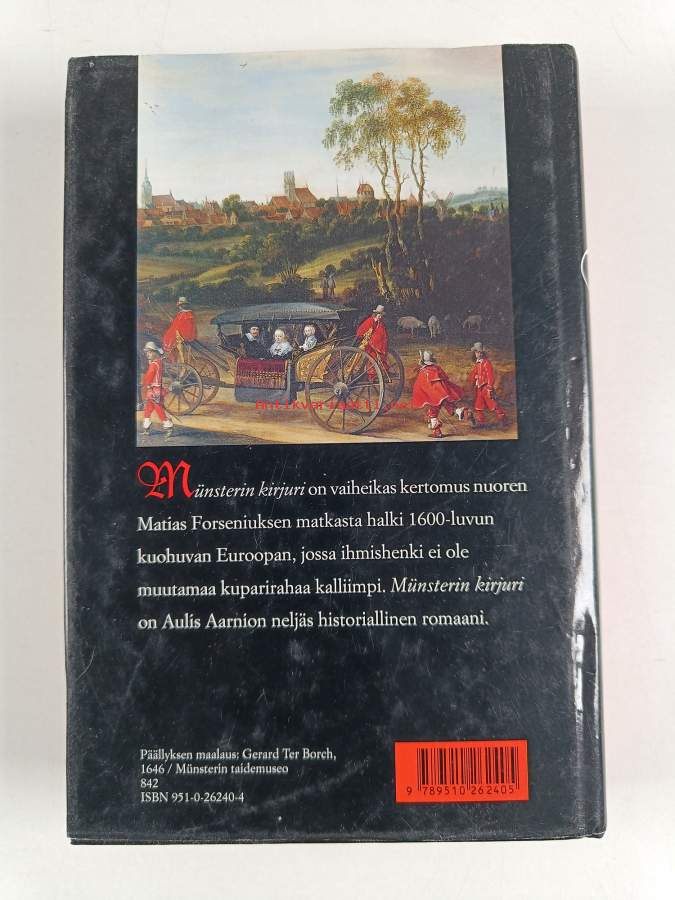 Antikvariaatti.net
Münsterin kirjuri on vaiheikas kertomus nuoren
Matias Forseniuksen matkasta halki 1600-luvun
kuohuvan Euroopan, jossa ihmishenki ei ole
muutamaa kuparirahaa kalliimpi. Münsterin kirjuri
on Aulis Aarnion neljäs historiallinen romaani.
Päällyksen maalaus: Gerard Ter Borch,
1646 / Münsterin taidemuseo
842
ISBN 951-0-26240-4
9 789510 262405